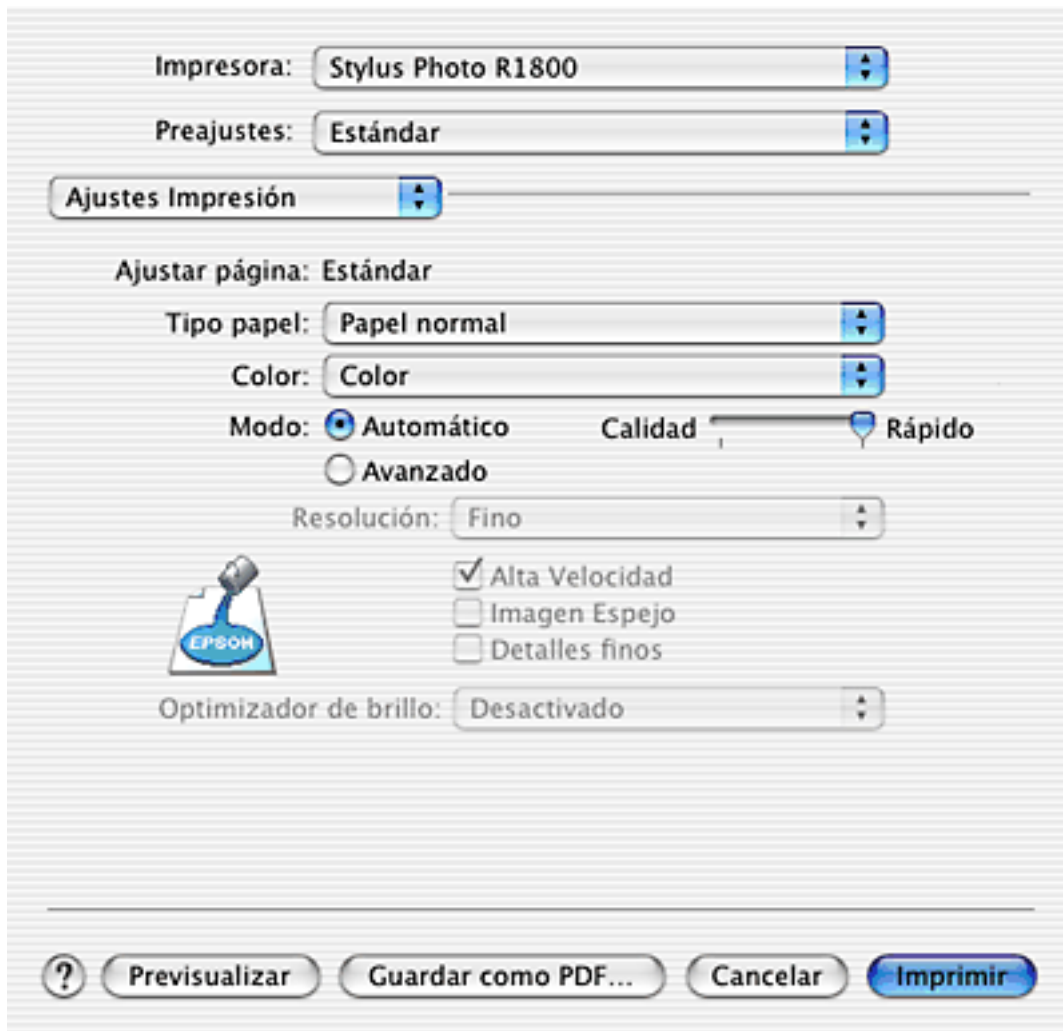 Impresora: Stylus Photo R1800
Preajustes: Estándar
Ajustes Impresión
Ajustar página: Estándar
Tipo papel: Papel normal
Color: Color
Modo: Automático Calidad Rápido
Avanzado
Resolución: Fino
Alta Velocidad
Imagen Espejo
Detalles finos
EPSON
Optimizador de brillo: Desactivado
? Previsualizar Guardar como PDF... Cancelar Imprimir